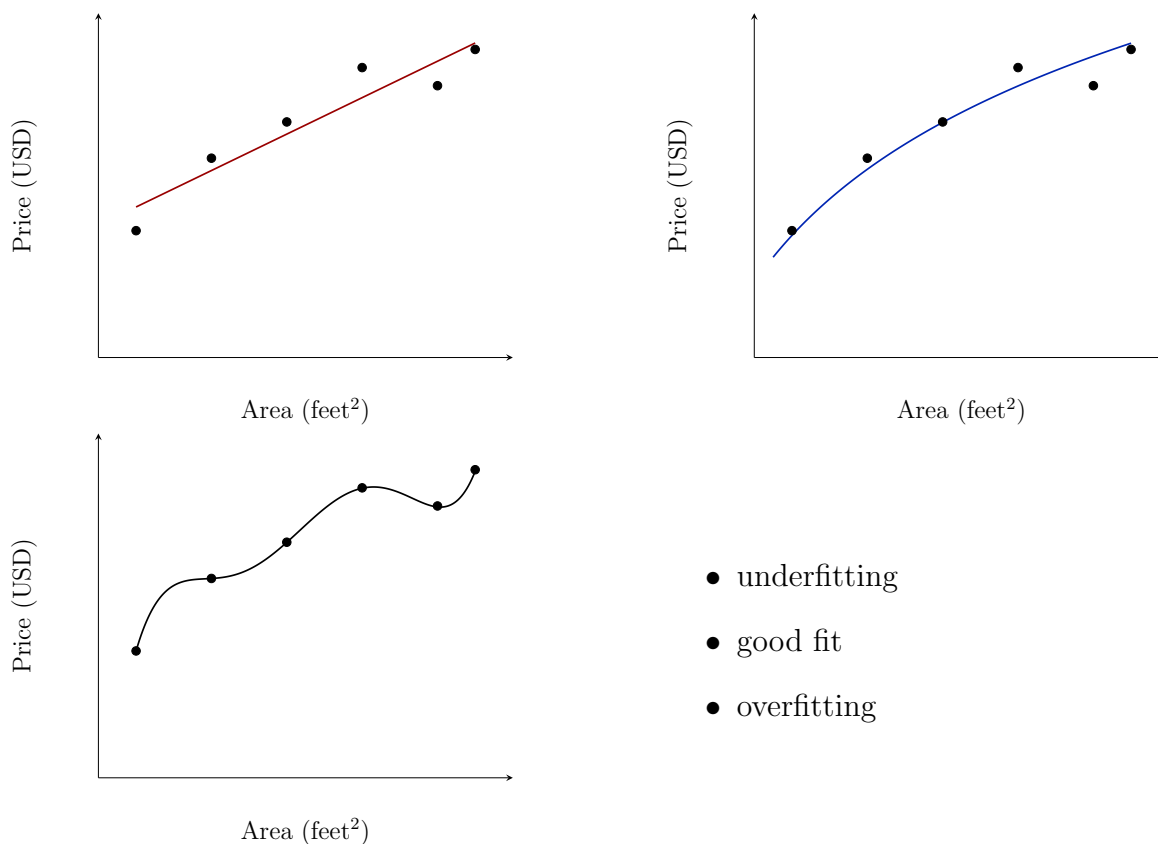 Price (USD)
Area (feet²)
Price (USD)
Area (feet²)
Price (USD)
Area (feet²)
• underfitting
• good fit
• overfitting